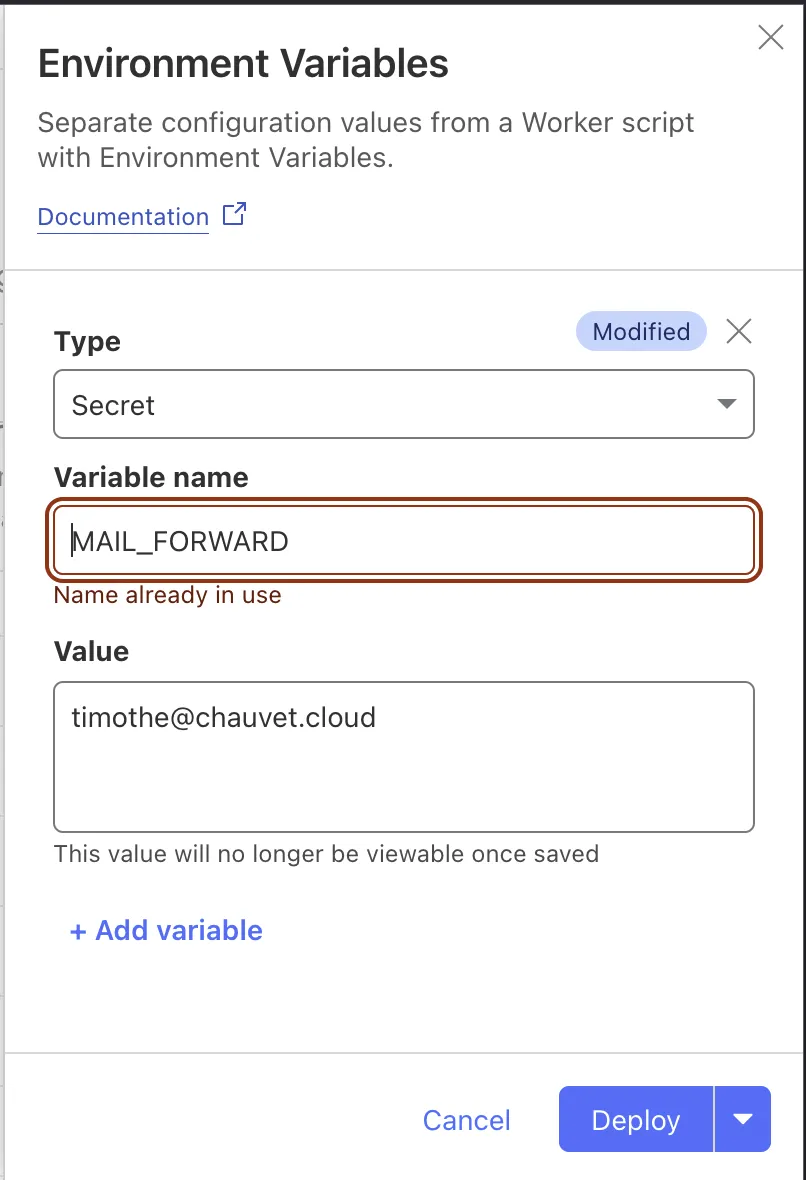 Environment Variables
Separate configuration values from a Worker script
with Environment Variables.
Documentation
Type
Modified
Secret
Variable name
MAIL_FORWARD
Name already in use
Value
timothe@chauvet.cloud
This value will no longer be viewable once saved
+ Add variable
Cancel
Deploy